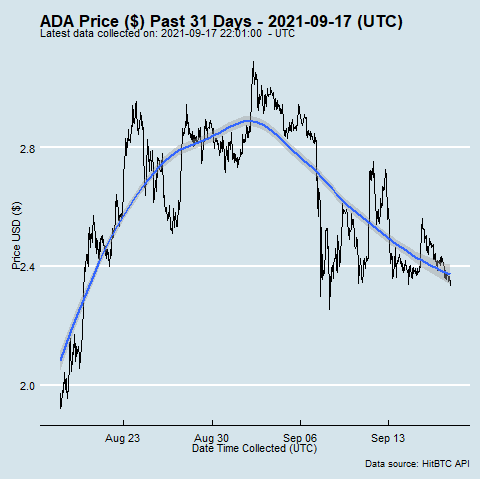 ADA Price ($) Past 31 Days - 2021-09-17 (UTC)
Latest data collected on: 2021-09-17 22:01:00 - UTC
Price USD ($)
2.8
2.4
2.0
Aug 23 Aug 30 Sep 06 Sep 13
Date Time Collected (UTC)
Data source: HitBTC API